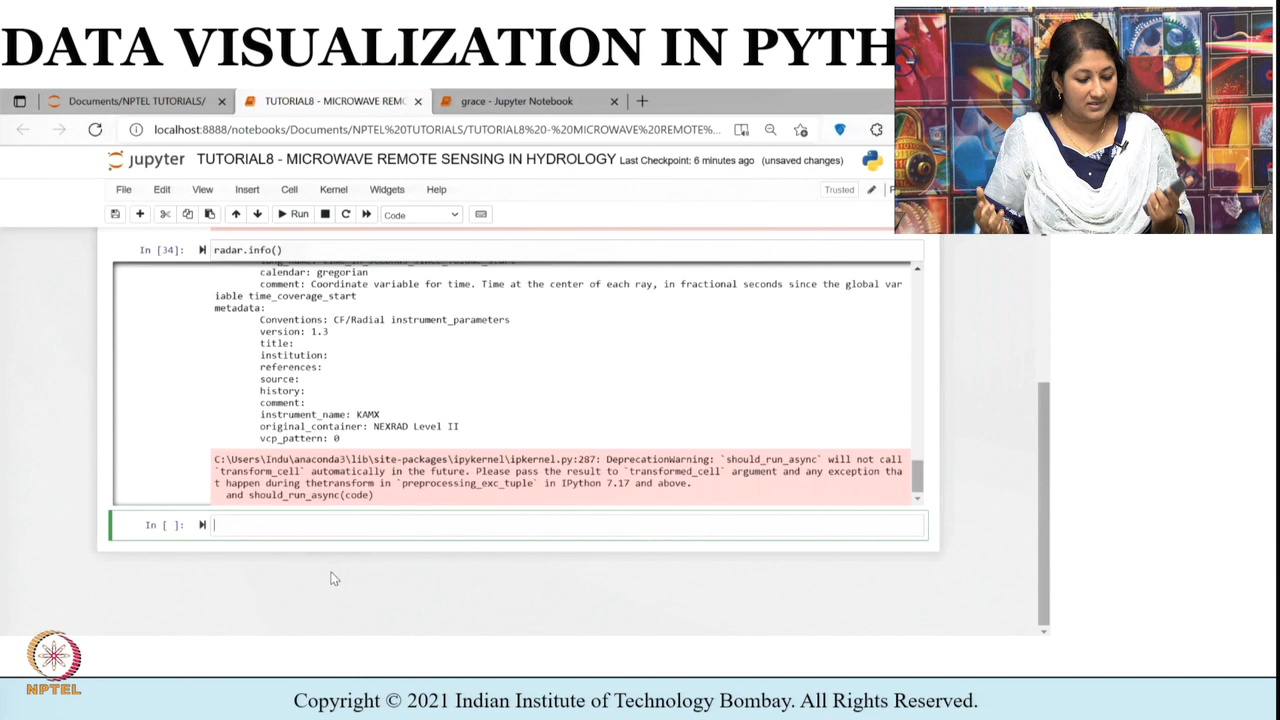 DATA VISUALIZATION IN PYTH
Documents/NPTEL TUTORIALS/
TUTORIAL8 - MICROWAVE REMC
grace - Jupyter Notebook
localhost:8888/notebooks/Documents/NPTEL%20TUTORIALS/TUTORIAL8%20-%20MICROWAVE%20REMOTE%...
jupyter TUTORIAL8 - MICROWAVE REMOTE SENSING IN HYDROLOGY Last Checkpoint: 6 minutes ago (unsaved changes)
File Edit View Insert Cell Kernel Widgets Help Trusted
Run Code
In [34]: radar.info()
calendar: gregorian
comment: Coordinate variable for time. Time at the center of each ray, in fractional seconds since the global var
iable time_coverage_start
metadata:
Conventions: CF/Radial instrument_parameters
version: 1.3
title:
institution:
references:
source:
history:
comment:
instrument_name: KAMX
original_container: NEXRAD Level II
vcp_pattern: 0
C:\Users\Indu\anaconda3\lib\site-packages\ipykernel\ipkernel.py:287: DeprecationWarning: `should_run_async` will not call
`transform_cell` automatically in the future. Please pass the result to `transformed_cell` argument and any exception tha
t happen during thetransform in `preprocessing_exc_tuple` in IPython 7.17 and above.
and should_run_async(code)
In [ ]:
NPTEL
Copyright © 2021 Indian Institute of Technology Bombay. All Rights Reserved.